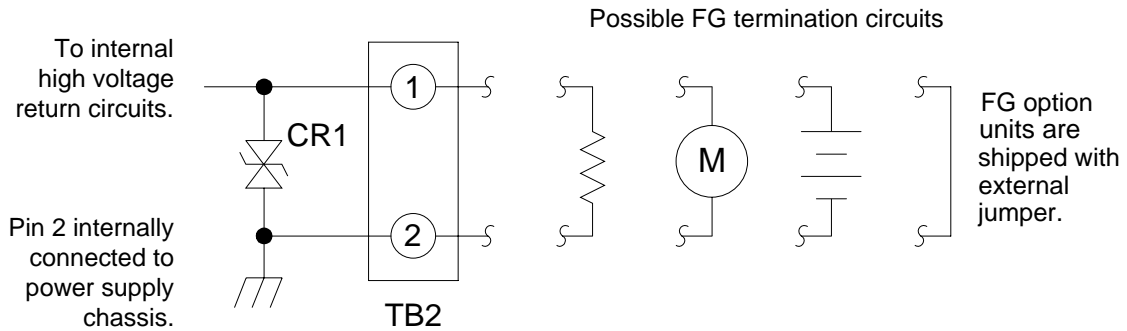 Possible FG termination circuits
To internal
high voltage
return circuits.
1
CR1
M
FG option
units are
shipped with
external
jumper.
Pin 2 internally
connected to
power supply
chassis.
2
TB2